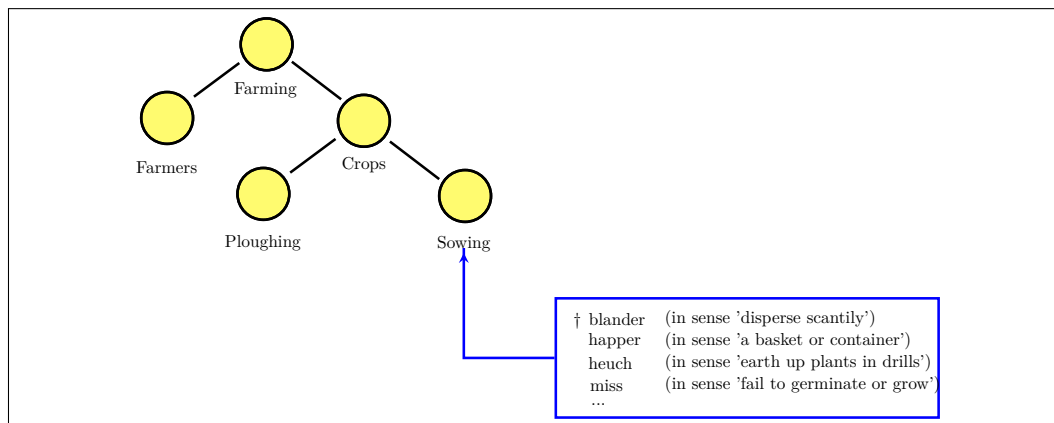 Farming
Farmers
Crops
Ploughing
Sowing
† blander (in sense 'disperse scantily')
happer (in sense 'a basket or container')
heuch (in sense 'earth up plants in drills')
miss (in sense 'fail to germinate or grow')
...